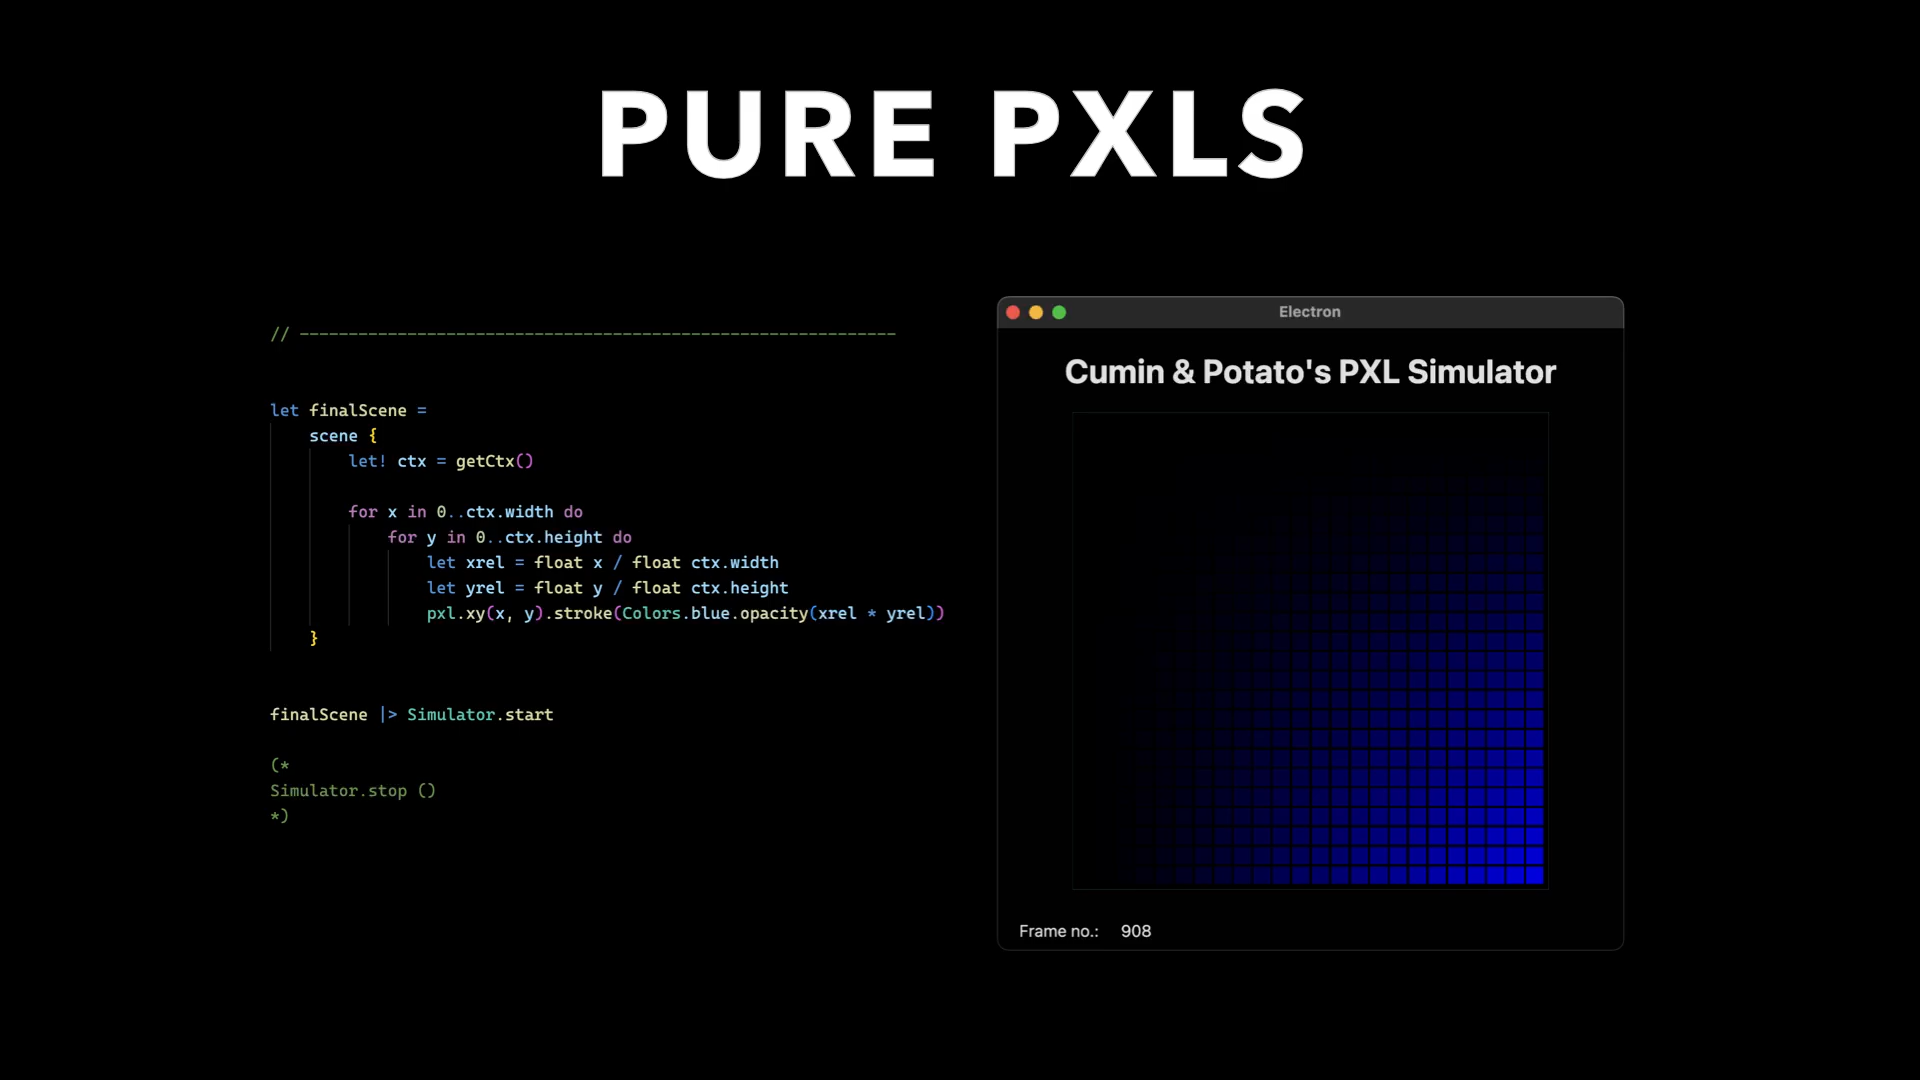 PURE PXLS
// -------------------------------------------------------------
let finalScene =
scene {
let! ctx = getCtx()
for x in 0..ctx.width do
for y in 0..ctx.height do
let xrel = float x / float ctx.width
let yrel = float y / float ctx.height
pxl.xy(x, y).stroke(Colors.blue.opacity(xrel * yrel))
}
finalScene |> Simulator.start
(*
Simulator.stop ()
*)
Electron
Cumin & Potato's PXL Simulator
Frame no.: 908